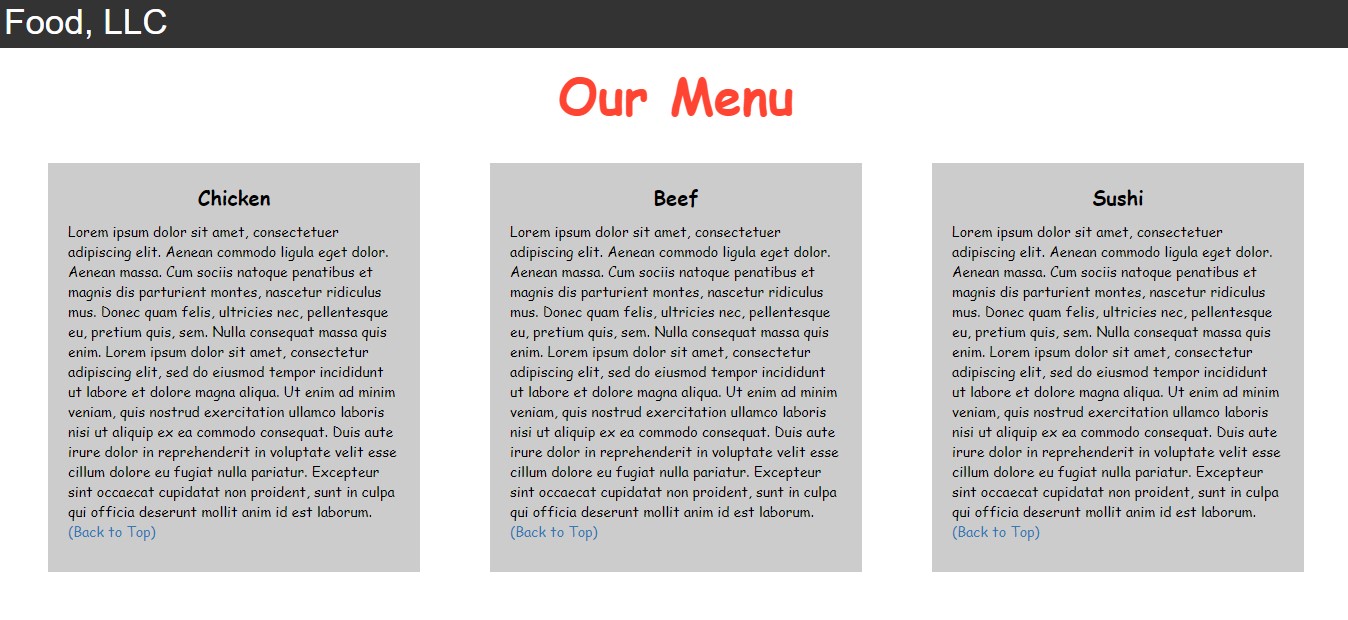 Food, LLC
Our Menu
Chicken
Lorem ipsum dolor sit amet, consectetuer
adipiscing elit. Aenean commodo ligula eget dolor.
Aenean massa. Cum sociis natoque penatibus et
magnis dis parturient montes, nascetur ridiculus
mus. Donec quam felis, ultricies nec, pellentesque
eu, pretium quis, sem. Nulla consequat massa quis
enim. Lorem ipsum dolor sit amet, consectetur
adipiscing elit, sed do eiusmod tempor incididunt
ut labore et dolore magna aliqua. Ut enim ad minim
veniam, quis nostrud exercitation ullamco laboris
nisi ut aliquip ex ea commodo consequat. Duis aute
irure dolor in reprehenderit in voluptate velit esse
cillum dolore eu fugiat nulla pariatur. Excepteur
sint occaecat cupidatat non proident, sunt in culpa
qui officia deserunt mollit anim id est laborum.
(Back to Top)
Beef
Lorem ipsum dolor sit amet, consectetuer
adipiscing elit. Aenean commodo ligula eget dolor.
Aenean massa. Cum sociis natoque penatibus et
magnis dis parturient montes, nascetur ridiculus
mus. Donec quam felis, ultricies nec, pellentesque
eu, pretium quis, sem. Nulla consequat massa quis
enim. Lorem ipsum dolor sit amet, consectetur
adipiscing elit, sed do eiusmod tempor incididunt
ut labore et dolore magna aliqua. Ut enim ad minim
veniam, quis nostrud exercitation ullamco laboris
nisi ut aliquip ex ea commodo consequat. Duis aute
irure dolor in reprehenderit in voluptate velit esse
cillum dolore eu fugiat nulla pariatur. Excepteur
sint occaecat cupidatat non proident, sunt in culpa
qui officia deserunt mollit anim id est laborum.
(Back to Top)
Sushi
Lorem ipsum dolor sit amet, consectetuer
adipiscing elit. Aenean commodo ligula eget dolor.
Aenean massa. Cum sociis natoque penatibus et
magnis dis parturient montes, nascetur ridiculus
mus. Donec quam felis, ultricies nec, pellentesque
eu, pretium quis, sem. Nulla consequat massa quis
enim. Lorem ipsum dolor sit amet, consectetur
adipiscing elit, sed do eiusmod tempor incididunt
ut labore et dolore magna aliqua. Ut enim ad minim
veniam, quis nostrud exercitation ullamco laboris
nisi ut aliquip ex ea commodo consequat. Duis aute
irure dolor in reprehenderit in voluptate velit esse
cillum dolore eu fugiat nulla pariatur. Excepteur
sint occaecat cupidatat non proident, sunt in culpa
qui officia deserunt mollit anim id est laborum.
(Back to Top)